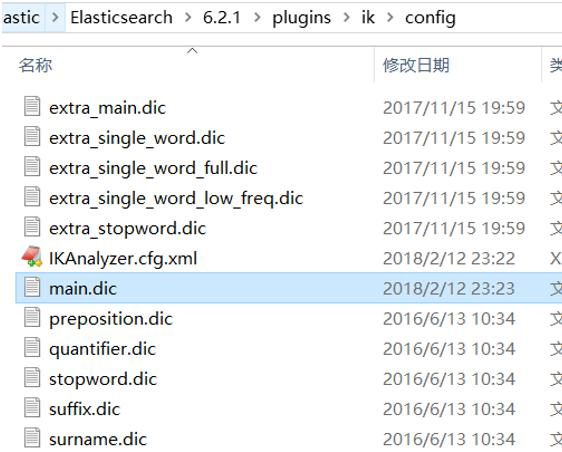 astic > Elasticsearch > 6.2.1 > plugins > ik > config
名称 修改日期 类
extra_main.dic 2017/11/15 19:59 文
extra_single_word.dic 2017/11/15 19:59 文
extra_single_word_full.dic 2017/11/15 19:59 文
extra_single_word_low_freq.dic 2017/11/15 19:59 文
extra_stopword.dic 2017/11/15 19:59 文
IKAnalyzer.cfg.xml 2018/2/12 23:22 X
main.dic 2018/2/12 23:23 文
preposition.dic 2016/6/13 10:34 文
quantifier.dic 2016/6/13 10:34 文
stopword.dic 2016/6/13 10:34 文
suffix.dic 2016/6/13 10:34 文
surname.dic 2016/6/13 10:34 文